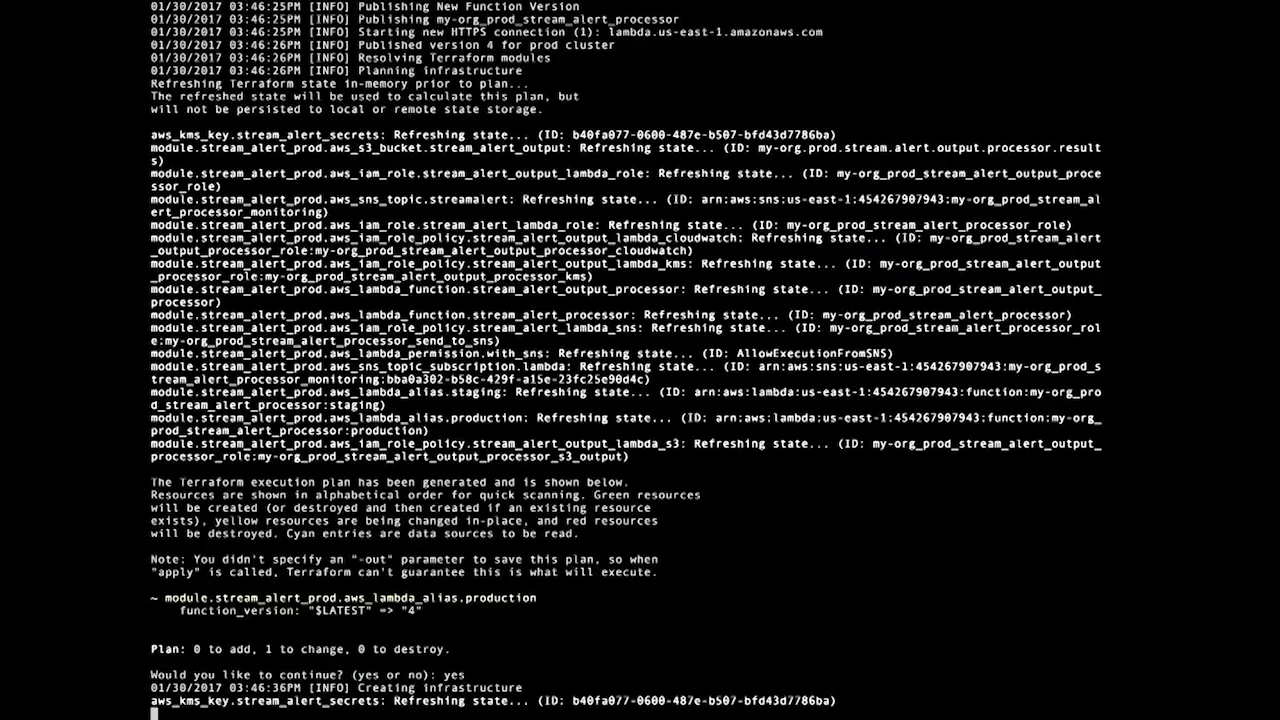 01/30/2017 03:46:25PM [INFO] Publishing New Function Version
01/30/2017 03:46:25PM [INFO] Publishing my-org_prod_stream_alert_processor
01/30/2017 03:46:25PM [INFO] Starting new HTTPS connection (1): lambda.us-east-1.amazonaws.com
01/30/2017 03:46:26PM [INFO] Published version 4 for prod cluster
01/30/2017 03:46:26PM [INFO] Resolving Terraform modules
01/30/2017 03:46:26PM [INFO] Planning infrastructure
Refreshing Terraform state in-memory prior to plan...
The refreshed state will be used to calculate this plan, but
will not be persisted to local or remote state storage.
aws_kms_key.stream_alert_secrets: Refreshing state... (ID: b40fa077-0600-487e-b507-bfd43d7786ba)
module.stream_alert_prod.aws_s3_bucket.stream_alert_output: Refreshing state... (ID: my-org.prod.stream.alert.output.processor.result
s)
module.stream_alert_prod.aws_iam_role.stream_alert_output_lambda_role: Refreshing state... (ID: my-org_prod_stream_alert_output_proce
ssor_role)
module.stream_alert_prod.aws_sns_topic.streamalert: Refreshing state... (ID: arn:aws:sns:us-east-1:454267907943:my-org_prod_stream_al
ert_processor_monitoring)
module.stream_alert_prod.aws_iam_role.stream_alert_lambda_role: Refreshing state... (ID: my-org_prod_stream_alert_processor_role)
module.stream_alert_prod.aws_iam_role_policy.stream_alert_output_lambda_cloudwatch: Refreshing state... (ID: my-org_prod_stream_alert
_output_processor_role:my-org_prod_stream_alert_output_processor_cloudwatch)
module.stream_alert_prod.aws_iam_role_policy.stream_alert_output_lambda_kms: Refreshing state... (ID: my-org_prod_stream_alert_output
_processor_role:my-org_prod_stream_alert_output_processor_kms)
module.stream_alert_prod.aws_lambda_function.stream_alert_output_processor: Refreshing state... (ID: my-org_prod_stream_alert_output_
processor)
module.stream_alert_prod.aws_lambda_function.stream_alert_processor: Refreshing state... (ID: my-org_prod_stream_alert_processor)
module.stream_alert_prod.aws_iam_role_policy.stream_alert_lambda_sns: Refreshing state... (ID: my-org_prod_stream_alert_processor_rol
e:my-org_prod_stream_alert_processor_send_to_sns)
module.stream_alert_prod.aws_lambda_permission.with_sns: Refreshing state... (ID: AllowExecutionFromSNS)
module.stream_alert_prod.aws_sns_topic_subscription.lambda: Refreshing state... (ID: arn:aws:sns:us-east-1:454267907943:my-org_prod_s
tream_alert_processor_monitoring:bba0a302-b58c-429f-a15e-23fc25e90d4c)
module.stream_alert_prod.aws_lambda_alias.staging: Refreshing state... (ID: arn:aws:lambda:us-east-1:454267907943:function:my-org_pro
d_stream_alert_processor:staging)
module.stream_alert_prod.aws_lambda_alias.production: Refreshing state... (ID: arn:aws:lambda:us-east-1:454267907943:function:my-org_
prod_stream_alert_processor:production)
module.stream_alert_prod.aws_iam_role_policy.stream_alert_output_lambda_s3: Refreshing state... (ID: my-org_prod_stream_alert_output_
processor_role:my-org_prod_stream_alert_output_processor_s3_output)
The Terraform execution plan has been generated and is shown below.
Resources are shown in alphabetical order for quick scanning. Green resources
will be created (or destroyed and then created if an existing resource
exists), yellow resources are being changed in-place, and red resources
will be destroyed. Cyan entries are data sources to be read.
Note: You didn't specify an "-out" parameter to save this plan, so when
"apply" is called, Terraform can't guarantee this is what will execute.
~ module.stream_alert_prod.aws_lambda_alias.production
function_version: "$LATEST" => "4"
Plan: 0 to add, 1 to change, 0 to destroy.
Would you like to continue? (yes or no): yes
01/30/2017 03:46:36PM [INFO] Creating infrastructure
aws_kms_key.stream_alert_secrets: Refreshing state... (ID: b40fa077-0600-487e-b507-bfd43d7786ba)